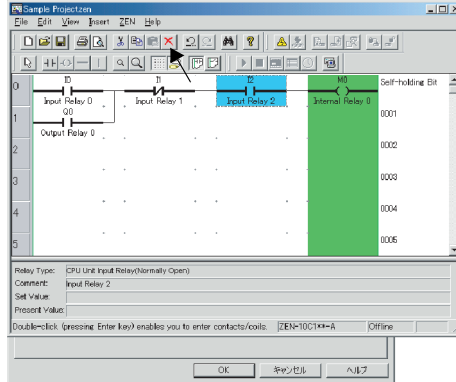 Sample Project.zen
File Edit View Insert ZEN Help
0 I0 I1 I2 M0 Self-holding Bit
Input Relay 0 Input Relay 1 Input Relay 2 Internal Relay 0
1 Q0 0001
Output Relay 0
2 0002
3 0003
4 0004
5 0005
Relay Type: CPU Unit Input Relay(Normally Open)
Comment: Input Relay 2
Set Value:
Present Value:
Double-click (pressing Enter key) enables you to enter contacts/coils. ZEN-10C1**-A Offline
OK キャンセル ヘルプ